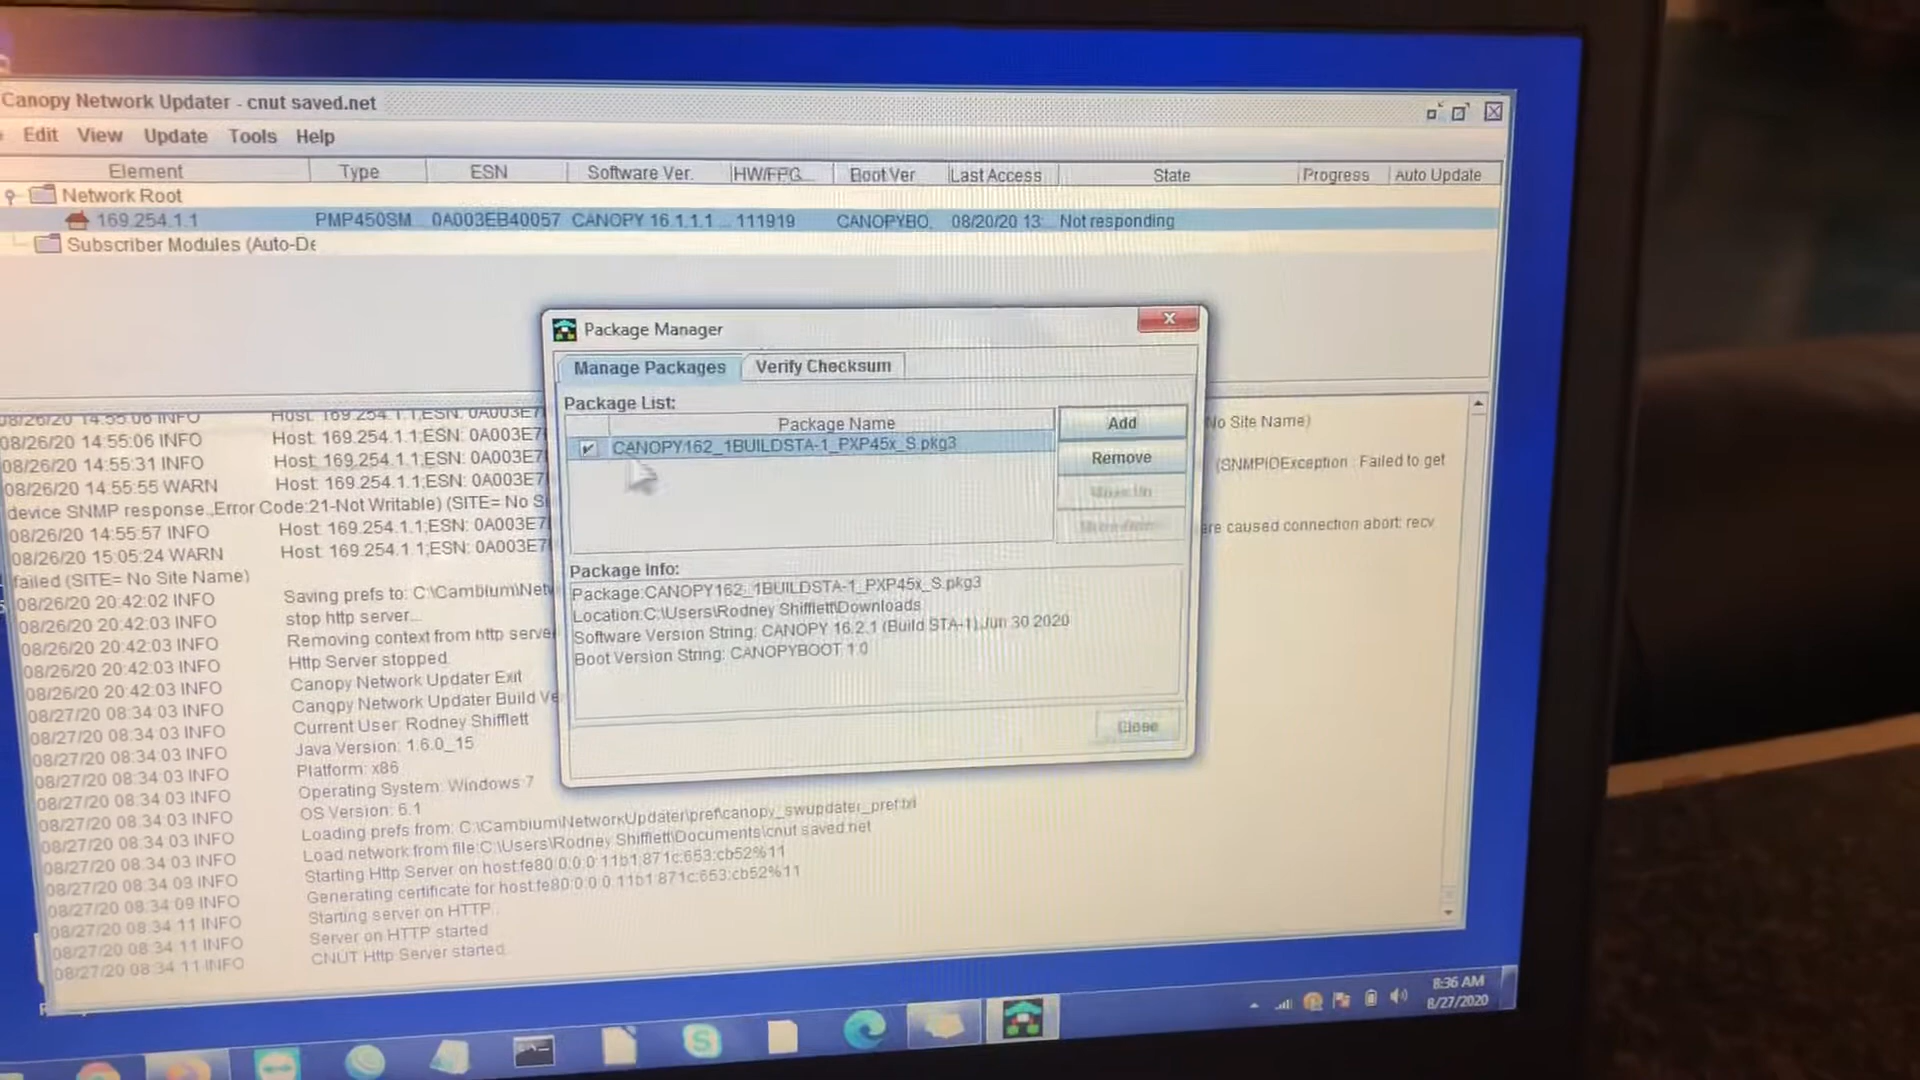 Canopy Network Updater - cnut saved.net
Edit View Update Tools Help
Element Type ESN Software Ver. HW/FPG... Boot Ver Last Access State Progress Auto Update
Network Root
169.254.1.1 PMP450SM 0A003EB40057 CANOPY 16.1.1.1 ... 111919 CANOPYBO. 08/20/20 13 Not responding
Subscriber Modules (Auto-De
Package Manager
Manage Packages Verify Checksum
Package List:
Package Name
CANOPY162_1BUILDSTA-1_PXP45x_S.pkg3
Add
Remove
Package Info:
Package:CANOPY162_1BUILDSTA-1_PXP45x_S.pkg3
Location:C:\Users\Rodney Shifflett\Downloads
Software Version String: CANOPY 16.2.1 (Build STA-1) Jun 30 2020
Boot Version String: CANOPYBOOT 1.0
Close
08/26/20 14:55:06 INFO Host: 169.254.1.1;ESN: 0A003E7 No Site Name)
08/26/20 14:55:06 INFO Host: 169.254.1.1;ESN: 0A003E7
08/26/20 14:55:31 INFO Host: 169.254.1.1;ESN: 0A003E7
08/26/20 14:55:55 WARN Host: 169.254.1.1;ESN: 0A003E7 (SNMPIOException : Failed to get
device SNMP response.,Error Code:21-Not Writable) (SITE= No S
08/26/20 14:55:57 INFO Host: 169.254.1.1;ESN: 0A003E7
08/26/20 15:05:24 WARN Host: 169.254.1.1;ESN: 0A003E7 are caused connection abort: recv
failed (SITE= No Site Name)
08/26/20 20:42:02 INFO Saving prefs to: C:\Cambium\Netw
08/26/20 20:42:03 INFO stop http server...
08/26/20 20:42:03 INFO Removing context from http serve
08/26/20 20:42:03 INFO Http Server stopped
08/26/20 20:42:03 INFO Canopy Network Updater Exit
08/27/20 08:34:03 INFO Canopy Network Updater Build Ve
08/27/20 08:34:03 INFO Current User: Rodney Shifflett
08/27/20 08:34:03 INFO Java Version: 1.6.0_15
08/27/20 08:34:03 INFO Platform: x86
08/27/20 08:34:03 INFO Operating System: Windows 7
08/27/20 08:34:03 INFO OS Version: 6.1
08/27/20 08:34:03 INFO Loading prefs from: C:\Cambium\NetworkUpdater\pref\canopy_swupdater_pref.txt
08/27/20 08:34:03 INFO Load network from file:C:\Users\Rodney Shifflett\Documents\cnut saved.net
08/27/20 08:34:09 INFO Starting Http Server on host:fe80:0:0:0:11b1:871c:653:cb52%11
08/27/20 08:34:09 INFO Generating certificate for host:fe80:0:0:0:11b1:871c:653:cb52%11
08/27/20 08:34:11 INFO Starting server on HTTP.
08/27/20 08:34:11 INFO Server on HTTP started
08/27/20 08:34:11 INFO CNUT Http Server started.
8:36 AM
8/27/2020